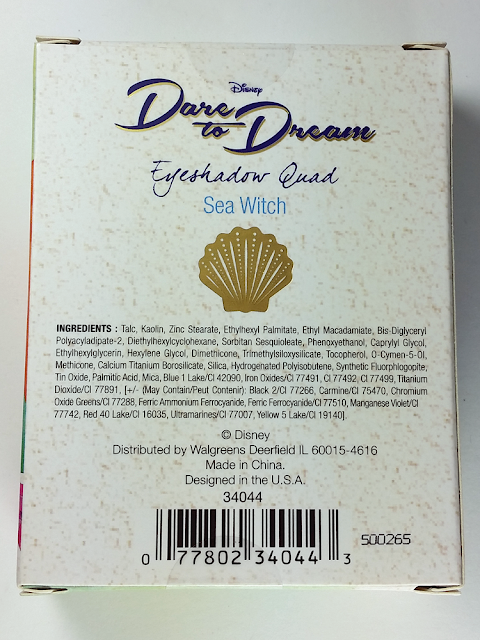 Disney
Dare
to Dream
Eyeshadow Quad
Sea Witch
INGREDIENTS : Talc, Kaolin, Zinc Stearate, Ethylhexyl Palmitate, Ethyl Macadamiate, Bis-Diglyceryl
Polyacyladipate-2, Diethylhexylcyclohexane, Sorbitan Sesquioleate, Phenoxyethanol, Caprylyl Glycol,
Ethylhexylglycerin, Hexylene Glycol, Dimethicone, Trimethylsiloxysilicate, Tocopherol, O-Cymen-5-Ol,
Methicone, Calcium Titanium Borosilicate, Silica, Hydrogenated Polyisobutene, Synthetic Fluorphlogopite;
Tin Oxide, Palmitic Acid, Mica, Blue 1 Lake/CI 42090, Iron Oxides/CI 77491, CI 77492, CI 77499, Titanium
Dioxide/CI 77891, [+/- (May Contain/Peut Contenir): Black 2/CI 77266, Carmine/CI 75470, Chromium
Oxide Greens/CI 77288, Ferric Ammonium Ferrocyanide, Ferric Ferrocyanide/CI 77510, Manganese Violet/CI
77742, Red 40 Lake/CI 16035, Ultramarines/CI 77007, Yellow 5 Lake/CI 19140].
© Disney
Distributed by Walgreens Deerfield IL 60015-4616
Made in China.
Designed in the U.S.A.
34044
0 77802 34044 3
500265